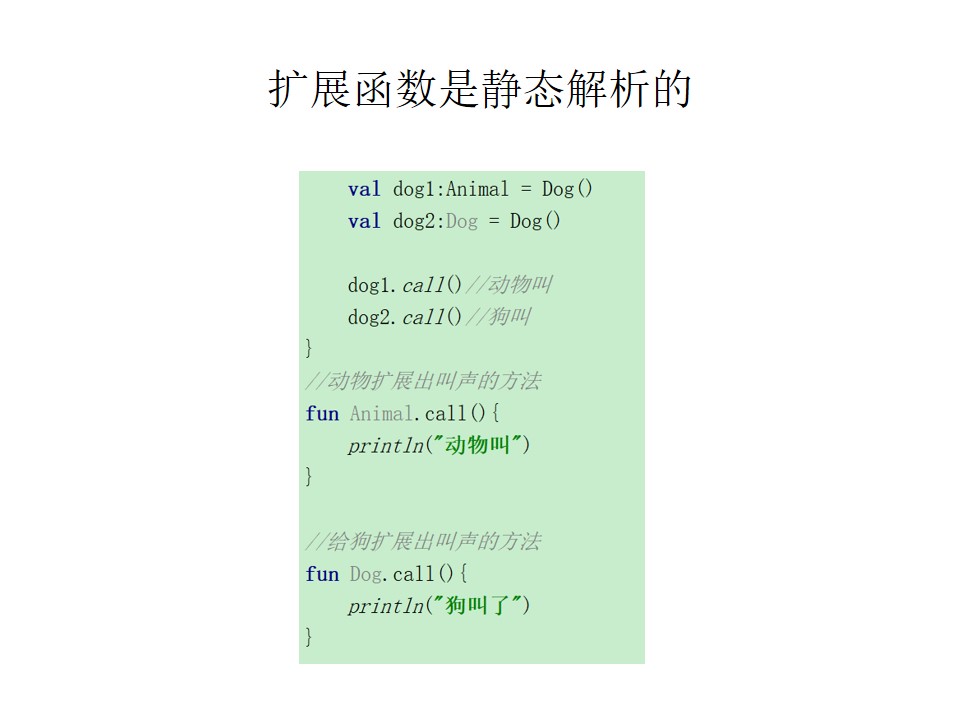 扩展函数是静态解析的
val dog1:Animal = Dog()
val dog2:Dog = Dog()
dog1.call()//动物叫
dog2.call()//狗叫
}
//动物扩展出叫声的方法
fun Animal.call(){
println("动物叫")
}
//给狗扩展出叫声的方法
fun Dog.call(){
println("狗叫了")
}